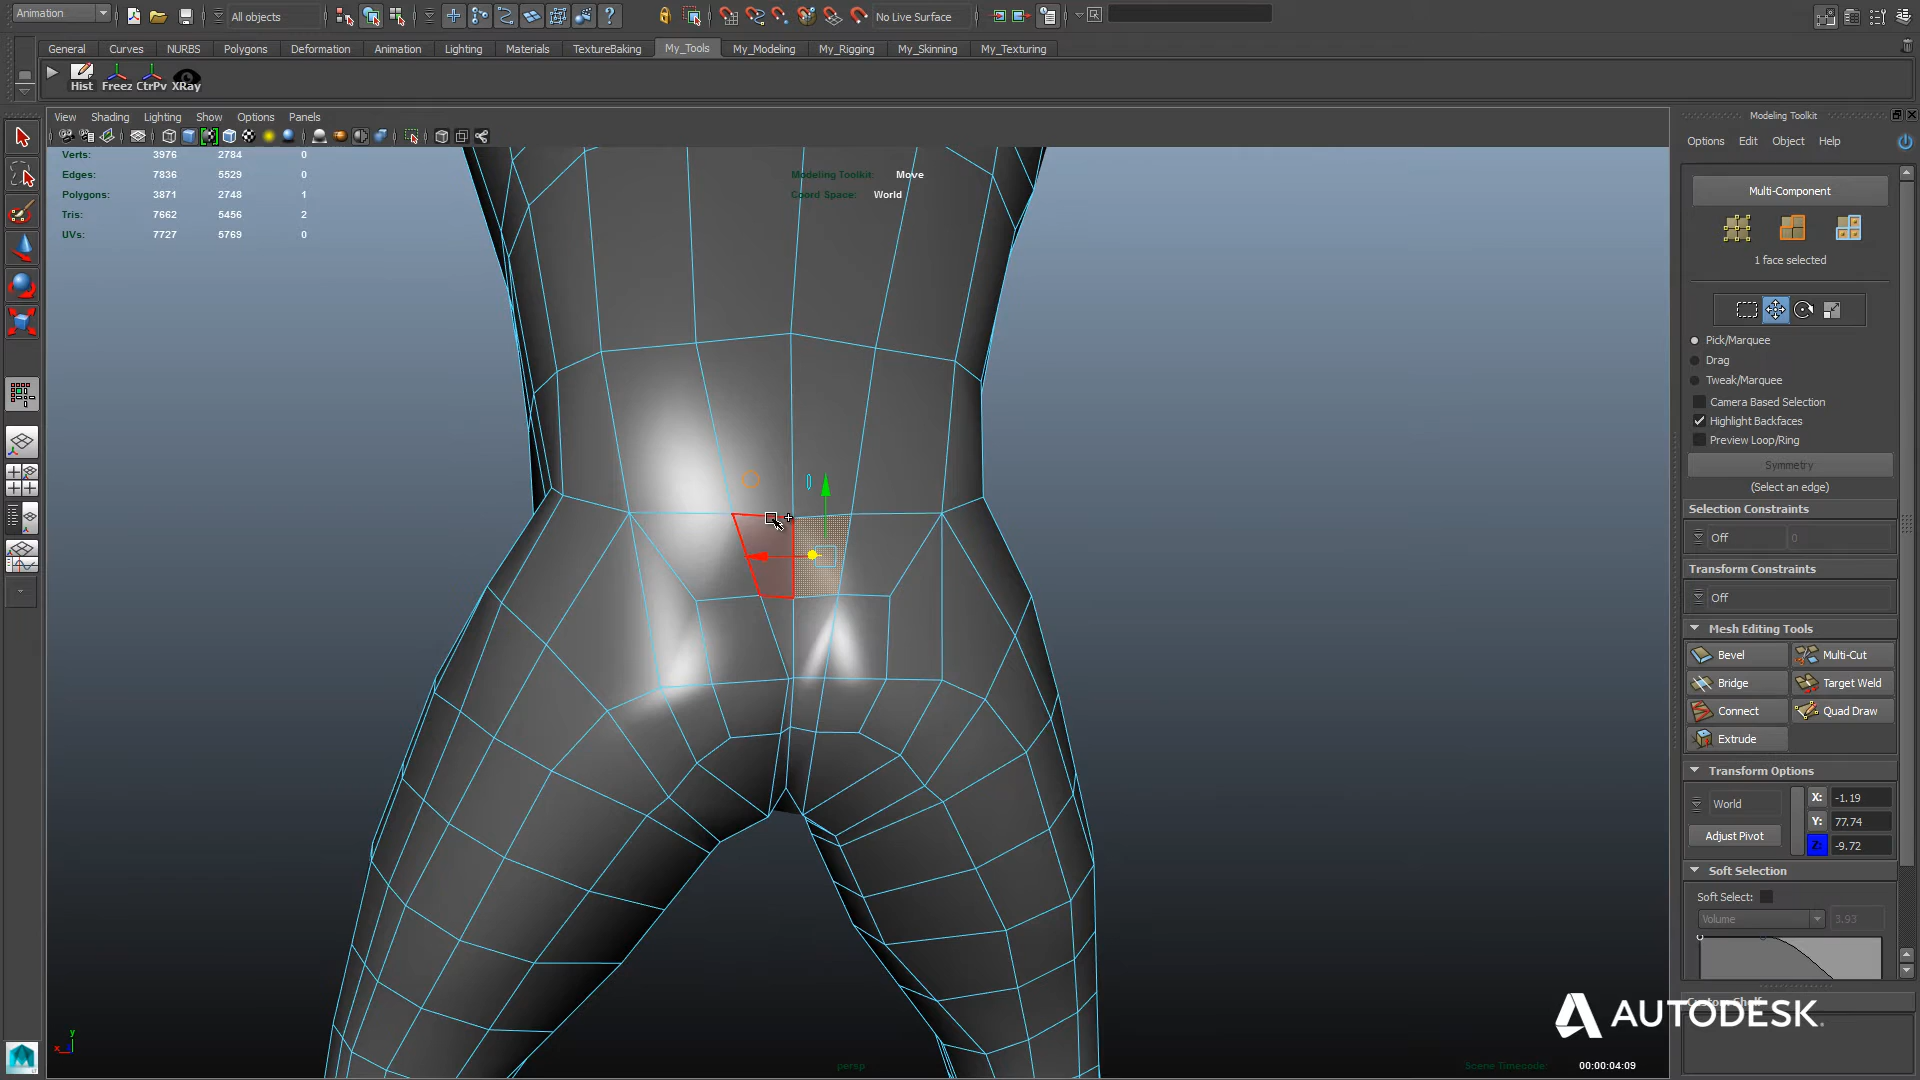 Animation
All objects
No Live Surface
General Curves NURBS Polygons Deformation Animation Lighting Materials TextureBaking My_Tools My_Modeling My_Rigging My_Skinning My_Texturing
Hist Freez CtrPv XRay
View Shading Lighting Show Options Panels
Verts: 3976 2784 0
Edges: 7836 5529 0
Polygons: 3871 2748 1
Tris: 7662 5456 2
UVs: 7727 5769 0
Modeling Toolkit: Move
Coord Space: World
persp
Scene Timecode: 00:00:04:09
y
x
Modeling Toolkit
Options Edit Object Help
Multi-Component
1 face selected
Pick/Marquee
Drag
Tweak/Marquee
Camera Based Selection
Highlight Backfaces
Preview Loop/Ring
Symmetry
(Select an edge)
Selection Constraints
Off 0
Transform Constraints
Off
Mesh Editing Tools
Bevel Multi-Cut
Bridge Target Weld
Connect Quad Draw
Extrude
Transform Options
World
Adjust Pivot
X: -1.19
Y: 77.74
Z: -9.72
Soft Selection
Soft Select:
Volume 3.93
Custom Shelf
AUTODESK.